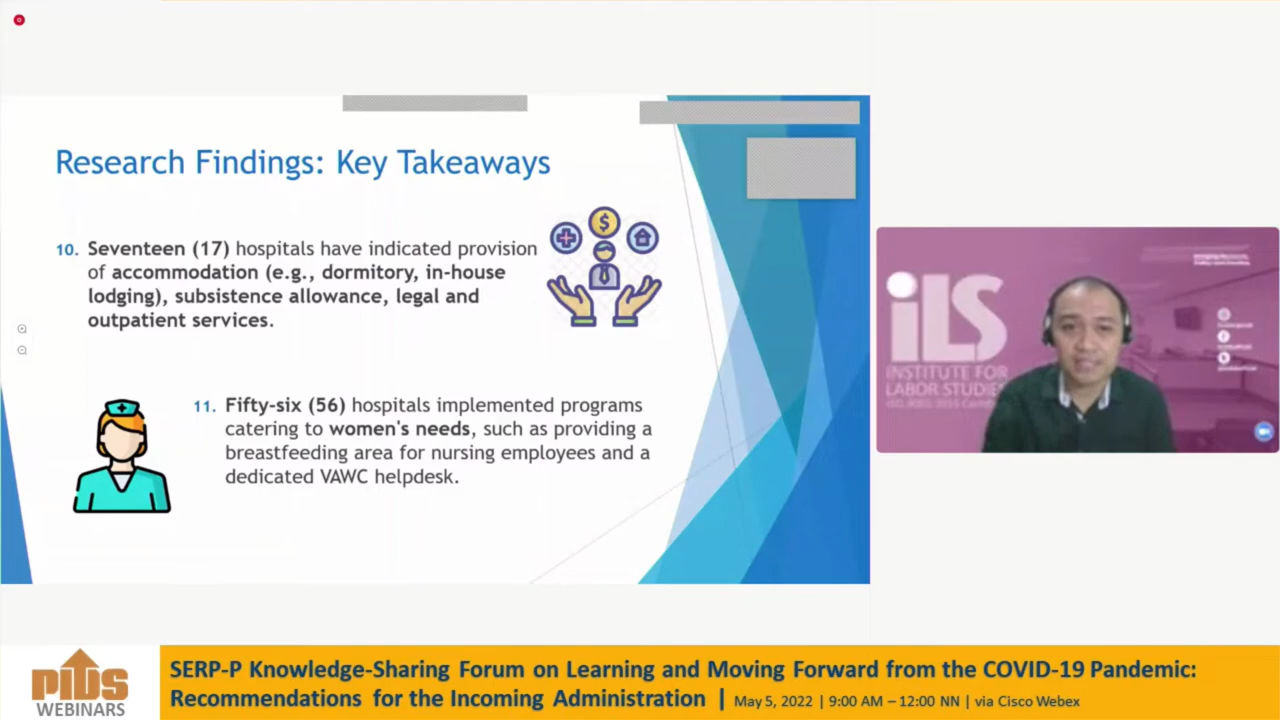 Research Findings: Key Takeaways
10. Seventeen (17) hospitals have indicated provision
of accommodation (e.g., dormitory, in-house
lodging), subsistence allowance, legal and
outpatient services.
$
11. Fifty-six (56) hospitals implemented programs
catering to women's needs, such as providing a
breastfeeding area for nursing employees and a
dedicated VAWC helpdesk.
iLS
INSTITUTE FOR
LABOR STUDIES
PIDS
WEBINARS
SERP-P Knowledge-Sharing Forum on Learning and Moving Forward from the COVID-19 Pandemic:
Recommendations for the Incoming Administration | May 5, 2022 | 9:00 AM – 12:00 NN | via Cisco Webex